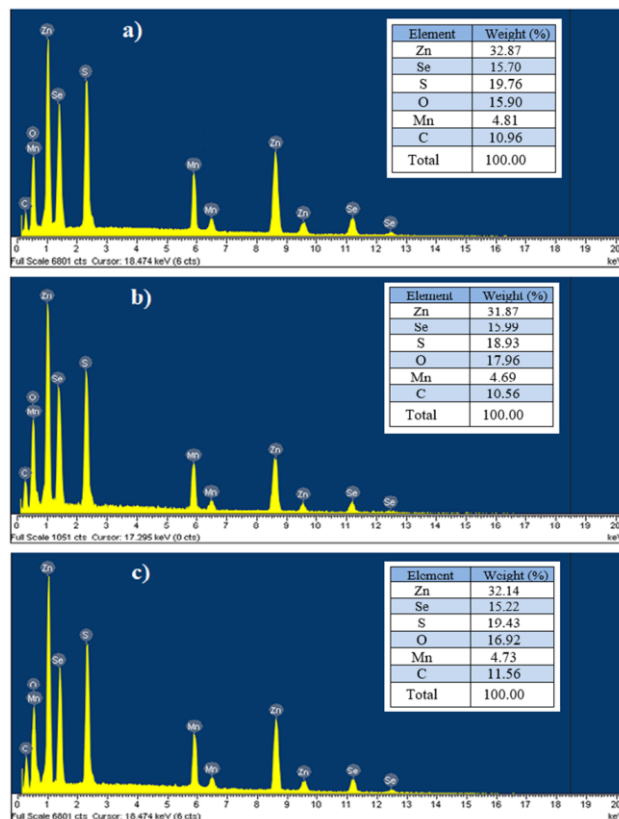 a)
Element Weight (%)
Zn 32.87
Se 15.70
S 19.76
O 15.90
Mn 4.81
C 10.96
Total 100.00
Zn
S
Se
O
Mn
C
Mn
Mn
Zn
Zn
Se
Se
0 1 2 3 4 5 6 7 8 9 10 11 12 13 14 15 16 17 18 19 20
Full Scale 6801 cts Cursor: 18.474 keV (6 cts) keV
b)
Element Weight (%)
Zn 31.87
Se 15.99
S 18.93
O 17.96
Mn 4.69
C 10.56
Total 100.00
Zn
S
Se
O
Mn
C
Mn
Mn
Zn
Zn
Se
Se
0 1 2 3 4 5 6 7 8 9 10 11 12 13 14 15 16 17 18 19 20
Full Scale 1051 cts Cursor: 17.295 keV (0 cts) keV
c)
Element Weight (%)
Zn 32.14
Se 15.22
S 19.43
O 16.92
Mn 4.73
C 11.56
Total 100.00
Zn
S
Se
O
Mn
C
Mn
Mn
Zn
Zn
Se
Se
0 1 2 3 4 5 6 7 8 9 10 11 12 13 14 15 16 17 18 19 20
Full Scale 6801 cts Cursor: 18.474 keV (6 cts) keV